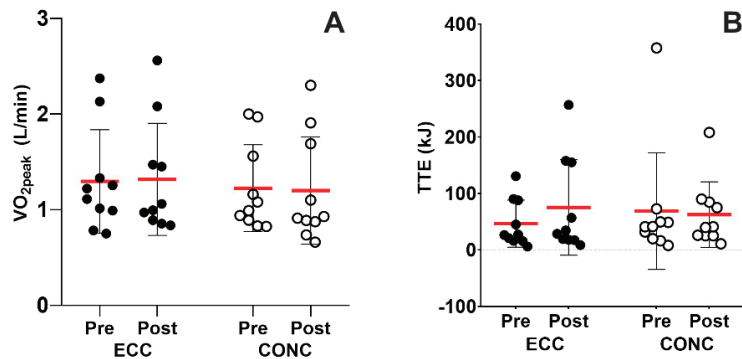 A
VO2peak (L/min)
3
2
1
0
Pre Post Pre Post
ECC CONC
B
TTE (kJ)
400
300
200
100
0
-100
Pre Post Pre Post
ECC CONC